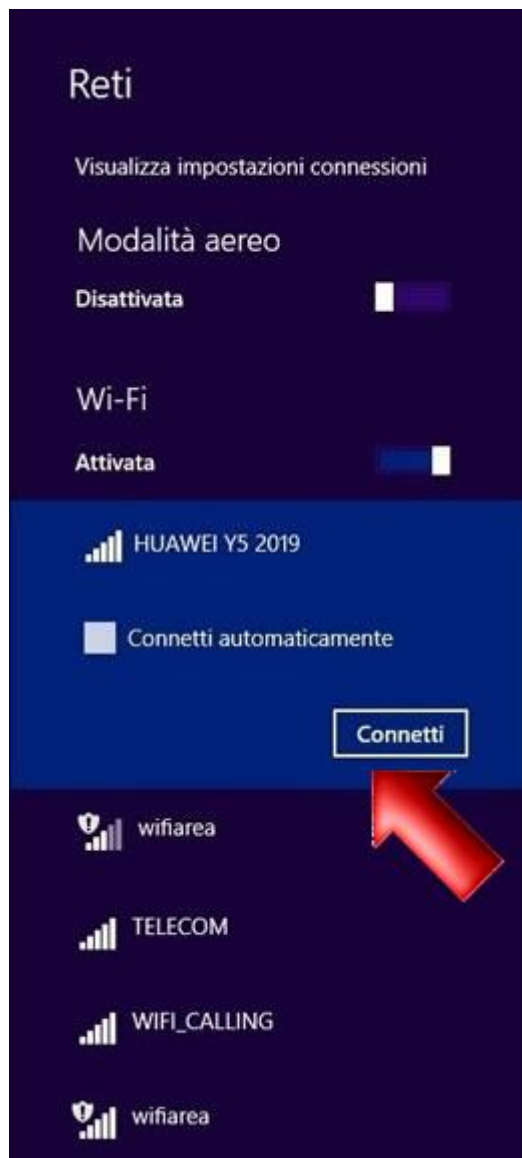 Reti
Visualizza impostazioni connessioni
Modalità aereo
Disattivata
Wi-Fi
Attivata
HUAWEI Y5 2019
Connetti automaticamente
Connetti
wifiarea
TELECOM
WIFI_CALLING
wifiarea